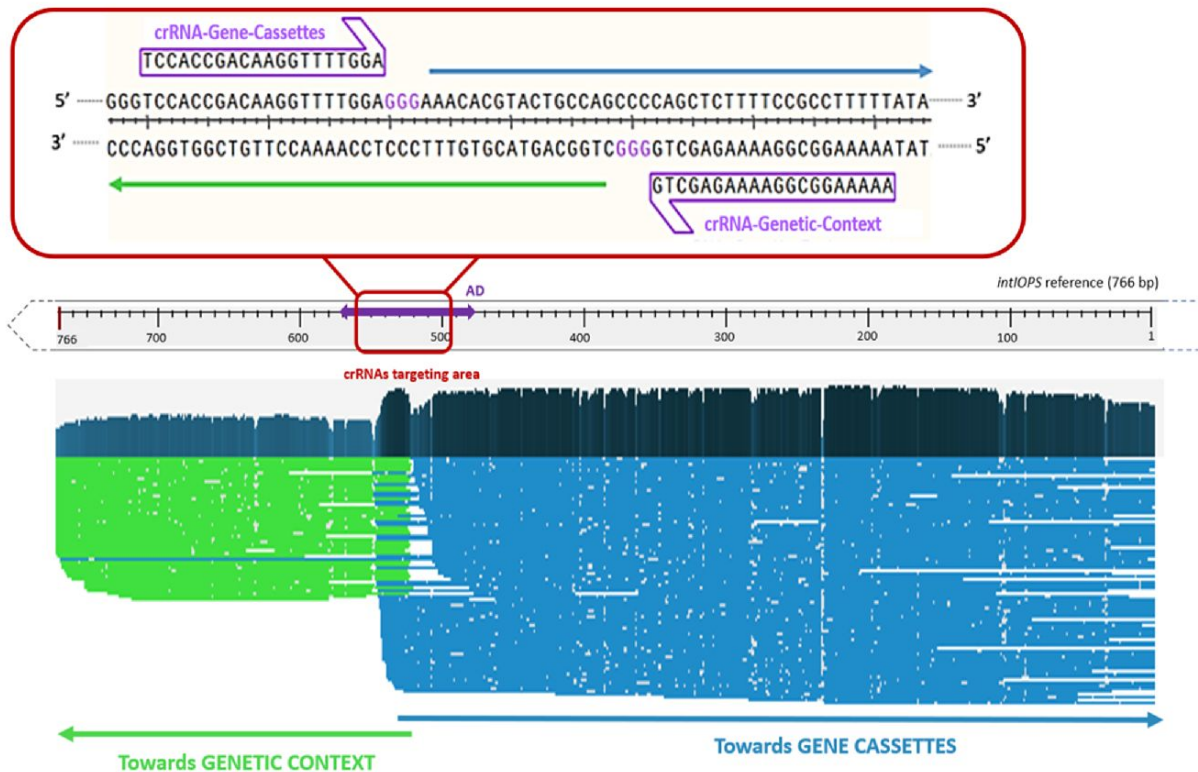 crRNA-Gene-Cassettes
TCCACCGACAAGGTTTTGGA
5’ GGGTCCACCGACAAGGTTTTGGAGGGAAACACGTACTGCCAGCCCCAGCTCTTTTCCGCCTTTTTATA 3’
3’ CCCAGGTGGCTGTTCCAAAACCTCCCTTTGTGCATGACGGTCGGGGTCGAGAAAAGGCGGAAAAATAT 5’
GTCGAGAAAAGGCGGAAAAA
crRNA-Genetic-Context
intIOPS reference (766 bp)
AD
766 700 600 500 400 300 200 100 1
crRNAs targeting area
Towards GENETIC CONTEXT
Towards GENE CASSETTES